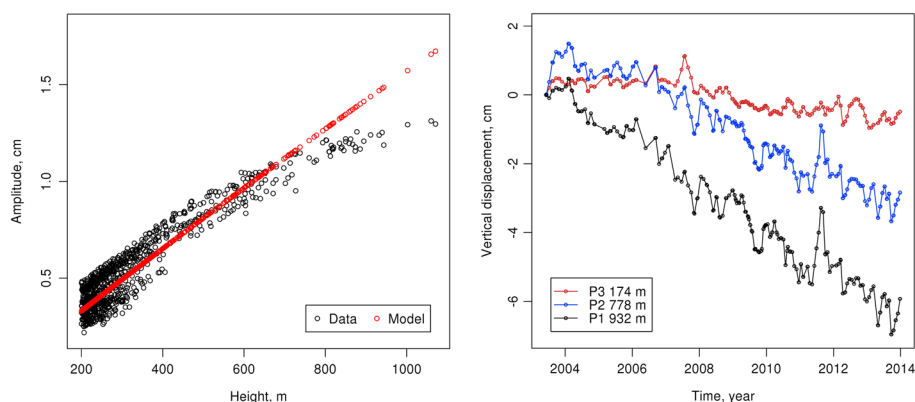 Amplitude, cm
1.5
1.0
0.5
200
400
600
800
1000
Height, m
Data
Model
Vertical displacement, cm
2
0
-2
-4
-6
P3 174 m
P2 778 m
P1 932 m
2004
2006
2008
2010
2012
2014
Time, year